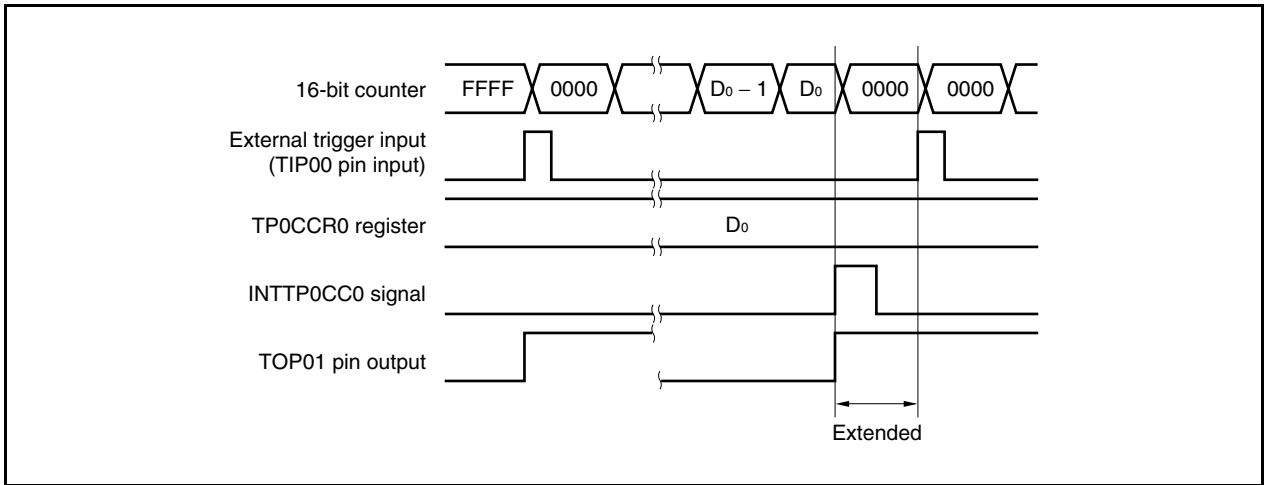 16-bit counter FFFF 0000 D0 − 1 D0 0000 0000
External trigger input
(TIP00 pin input)
TP0CCR0 register D0
INTTP0CC0 signal
TOP01 pin output
Extended